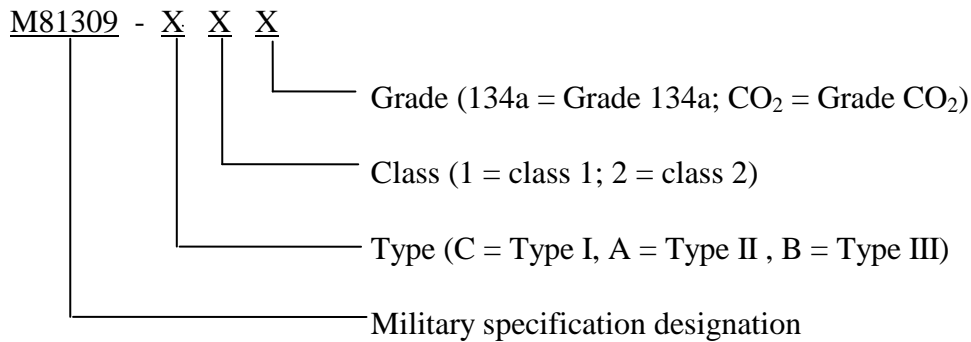 M81309 - X X X
Grade (134a = Grade 134a; CO₂ = Grade CO₂)
Class (1 = class 1; 2 = class 2)
Type (C = Type I, A = Type II , B = Type III)
Military specification designation